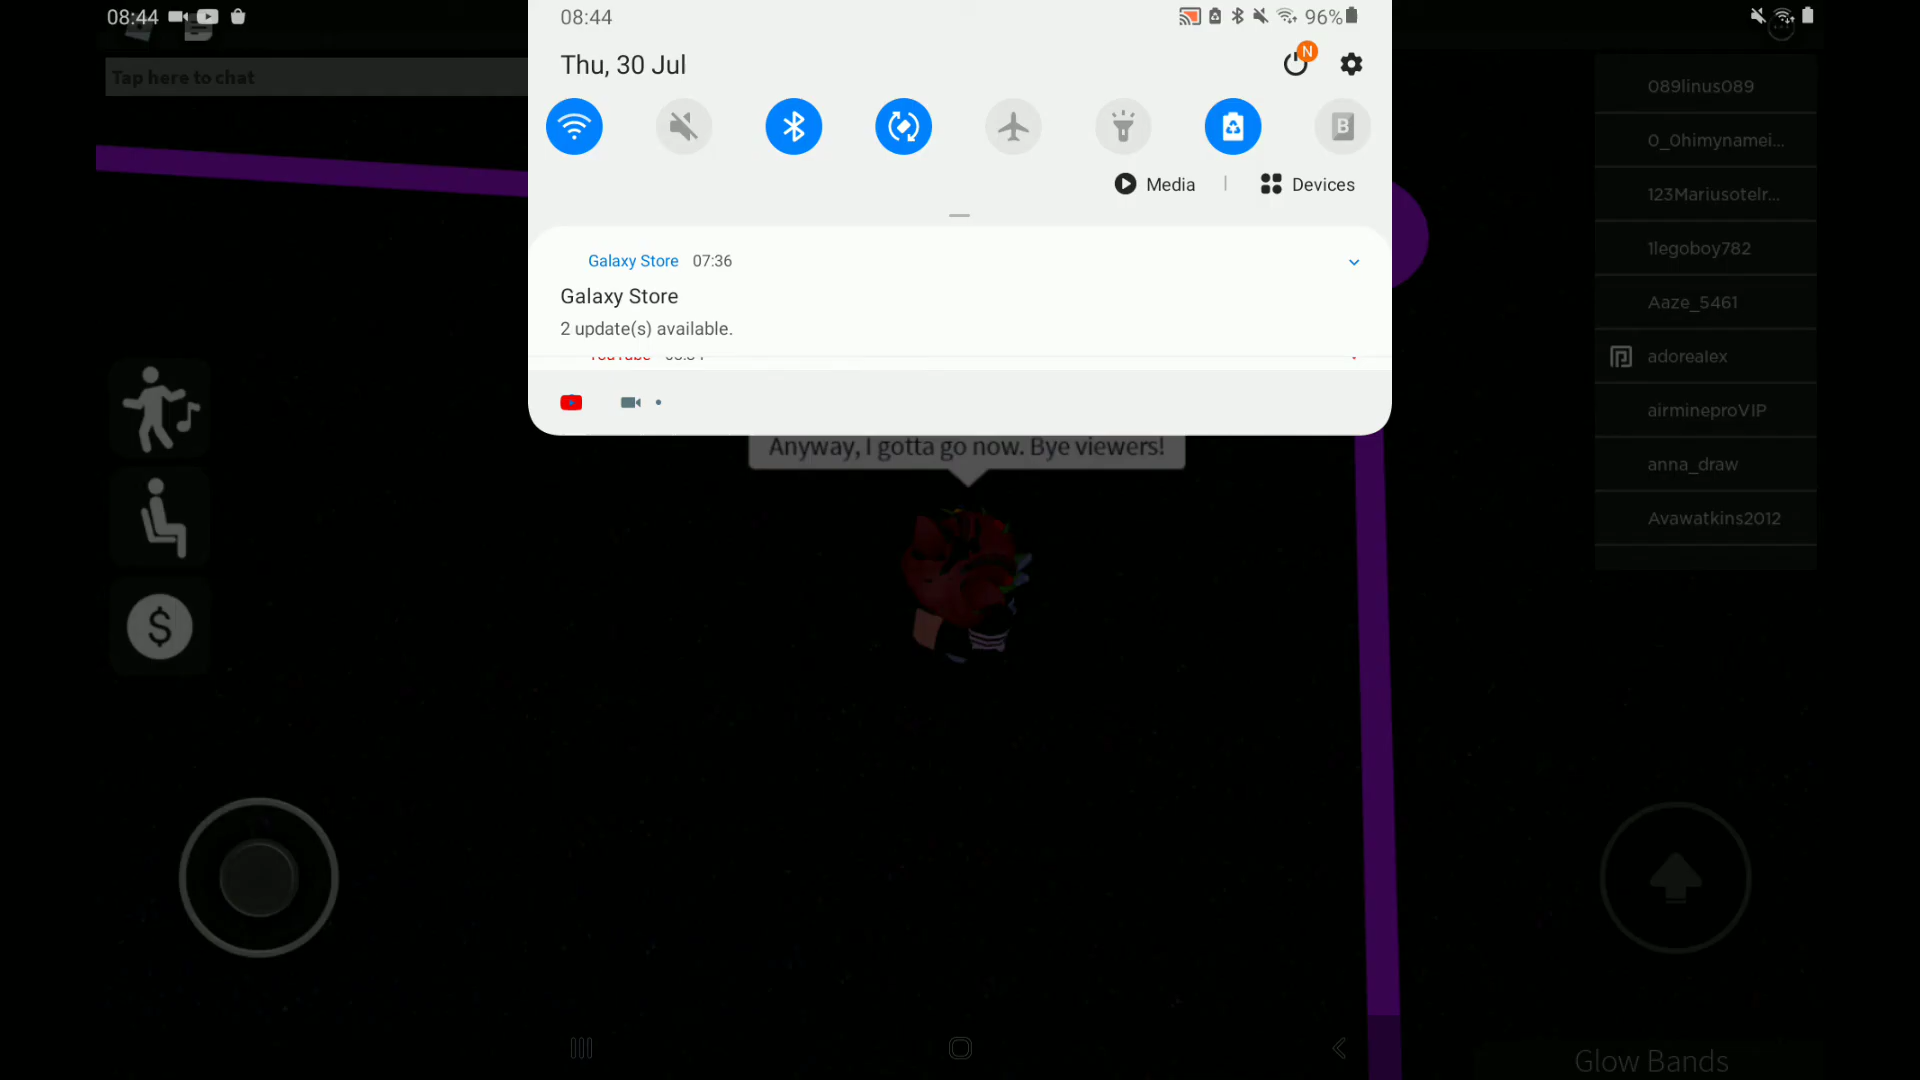 08:44
08:44
96%
Thu, 30 Jul
N
Tap here to chat
B
Media | Devices
Galaxy Store 07:36
Galaxy Store
2 update(s) available.
YouTube
Anyway, I gotta go now. Bye viewers!
$
089linus089
0_0himynamei...
123Mariusotelr...
1legoboy782
Aaze_5461
adorealex
airmineproVIP
anna_draw
Avawatkins2012
Glow Bands